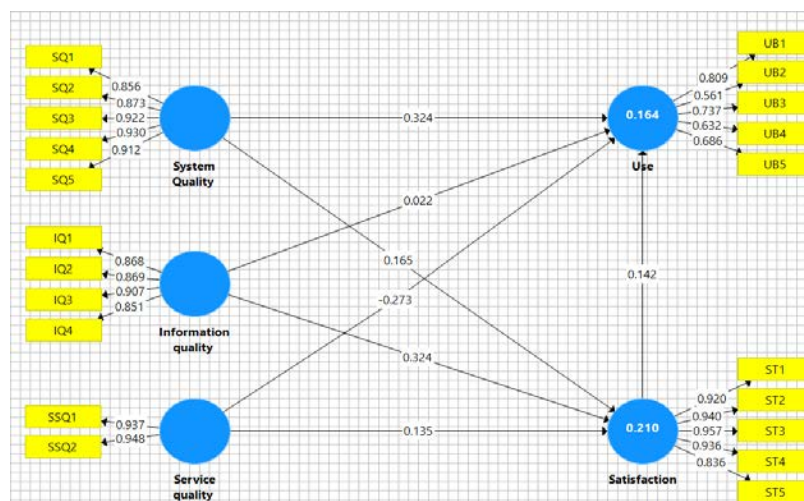 SQ1
SQ2
SQ3
SQ4
SQ5
0.856
0.873
0.922
0.930
0.912
System
Quality
IQ1
IQ2
IQ3
IQ4
0.868
0.869
0.907
0.851
Information
quality
SSQ1
SSQ2
0.937
0.948
Service
quality
0.324
0.022
0.165
-0.273
0.324
0.135
0.142
0.164
Use
0.809
0.561
0.737
0.632
0.686
UB1
UB2
UB3
UB4
UB5
0.210
Satisfaction
0.920
0.940
0.957
0.936
0.836
ST1
ST2
ST3
ST4
ST5